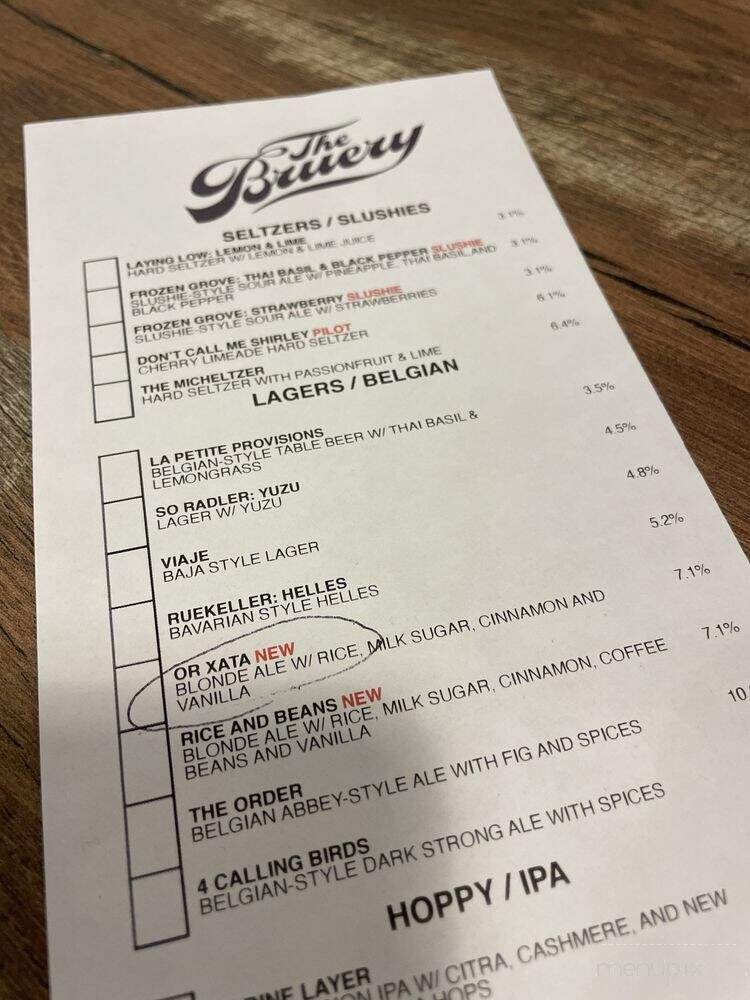 The
Bruery
SELTZERS / SLUSHIES
LAYING LOW: LEMON & LIME 3.1%
HARD SELTZER W/ LEMON & LIME JUICE
FROZEN GROVE: THAI BASIL & BLACK PEPPER SLUSHIE 3.1%
SLUSHIE-STYLE SOUR ALE W/ PINEAPPLE, THAI BASIL AND
BLACK PEPPER
FROZEN GROVE: STRAWBERRY SLUSHIE 3.1%
SLUSHIE-STYLE SOUR ALE W/ STRAWBERRIES
DON'T CALL ME SHIRLEY PILOT 6.1%
CHERRY LIMEADE HARD SELTZER
THE MICHELTZER 6.4%
HARD SELTZER WITH PASSIONFRUIT & LIME
LAGERS / BELGIAN
LA PETITE PROVISIONS 3.5%
BELGIAN-STYLE TABLE BEER W/ THAI BASIL &
LEMONGRASS
SO RADLER: YUZU 4.5%
LAGER W/ YUZU
VIAJE 4.8%
BAJA STYLE LAGER
RUEKELLER: HELLES 5.2%
BAVARIAN STYLE HELLES
OR XATA NEW 7.1%
BLONDE ALE W/ RICE, MILK SUGAR, CINNAMON AND
VANILLA
RICE AND BEANS NEW 7.1%
BLONDE ALE W/ RICE, MILK SUGAR, CINNAMON, COFFEE
BEANS AND VANILLA
THE ORDER
BELGIAN ABBEY-STYLE ALE WITH FIG AND SPICES
4 CALLING BIRDS
BELGIAN-STYLE DARK STRONG ALE WITH SPICES
HOPPY / IPA
LAYER
IPA W/ CITRA, CASHMERE, AND NEW
HOPS
menupix